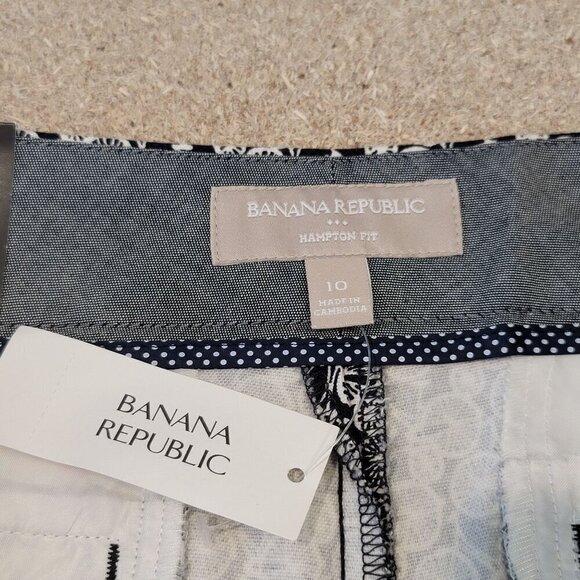 BANANA REPUBLIC
HAMPTON FIT
10
MADE IN
CAMBODIA
BANANA
REPUBLIC